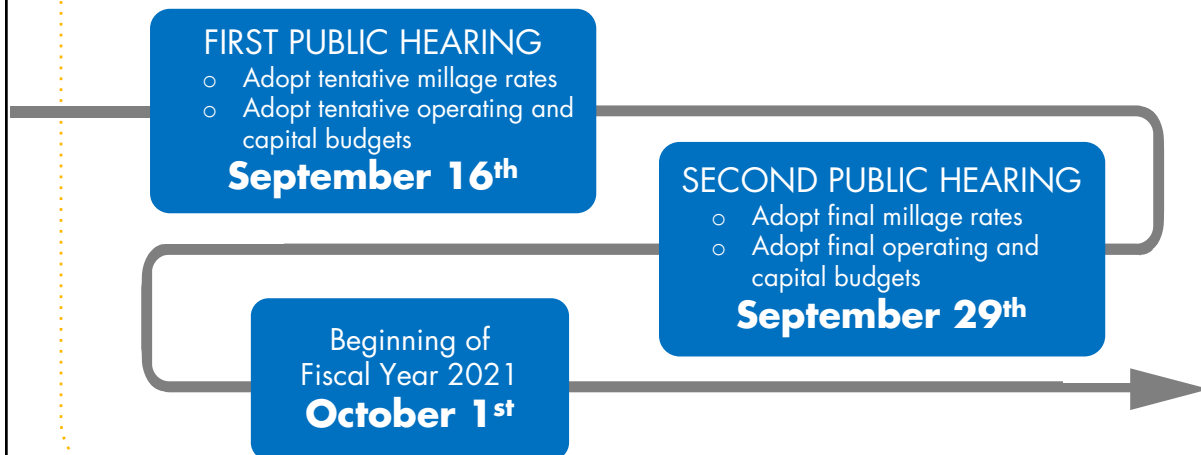 FIRST PUBLIC HEARING
o Adopt tentative millage rates
o Adopt tentative operating and
capital budgets
September 16th
SECOND PUBLIC HEARING
o Adopt final millage rates
o Adopt final operating and
capital budgets
September 29th
Beginning of
Fiscal Year 2021
October 1st